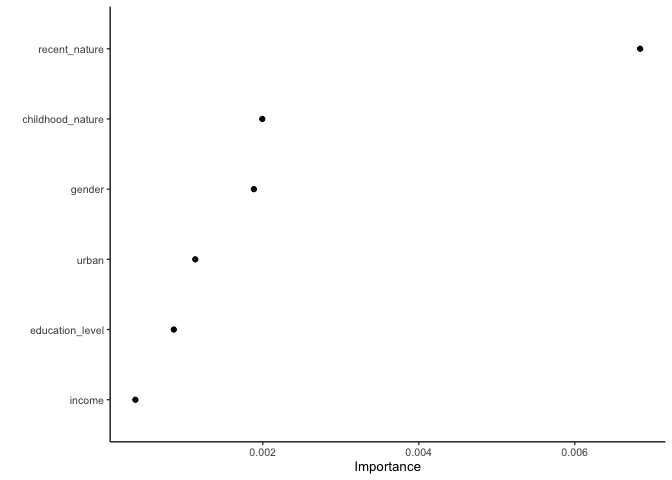 recent_nature
childhood_nature
gender
urban
education_level
income
0.002 0.004 0.006
Importance